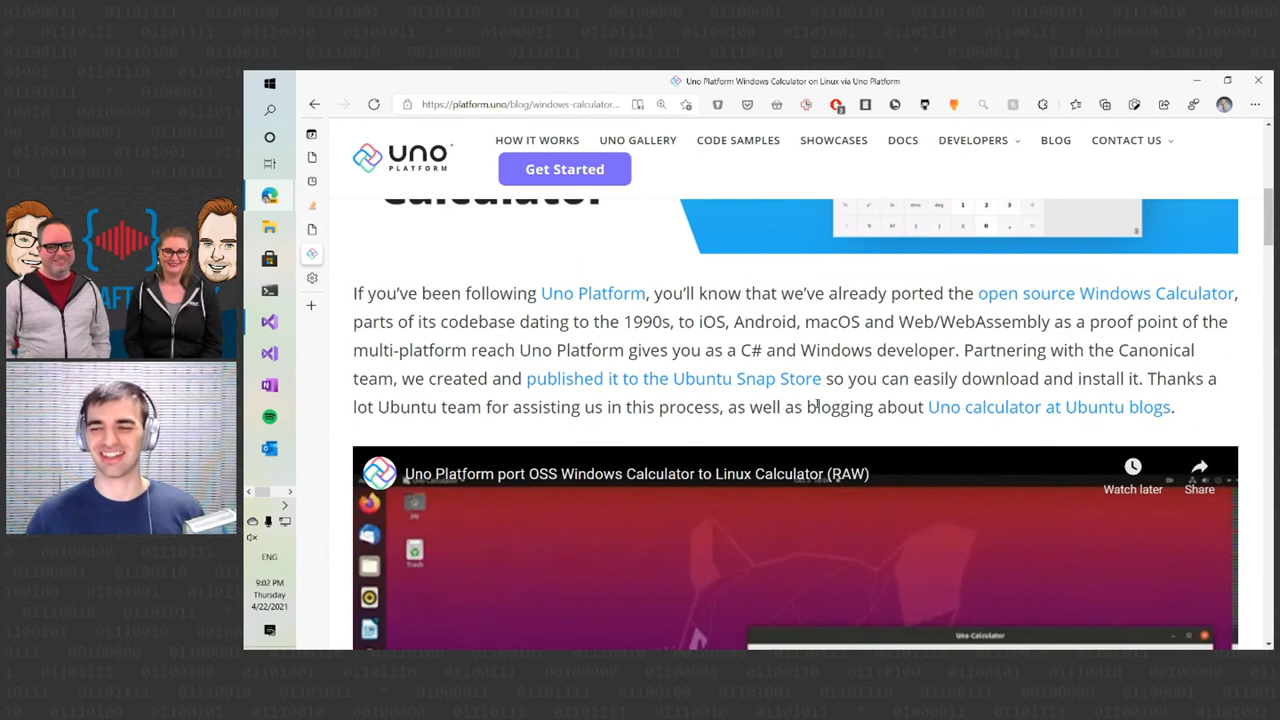 Uno Platform Windows Calculator on Linux via Uno Platform
https://platform.uno/blog/windows-calculator...
UNO
PLATFORM
HOW IT WORKS
UNO GALLERY
CODE SAMPLES
SHOWCASES
DOCS
DEVELOPERS
BLOG
CONTACT US
Get Started
Calculator
If you've been following Uno Platform, you'll know that we've already ported the open source Windows Calculator,
parts of its codebase dating to the 1990s, to iOS, Android, macOS and Web/WebAssembly as a proof point of the
multi-platform reach Uno Platform gives you as a C# and Windows developer. Partnering with the Canonical
team, we created and published it to the Ubuntu Snap Store so you can easily download and install it. Thanks a
lot Ubuntu team for assisting us in this process, as well as blogging about Uno calculator at Ubuntu blogs.
Uno Platform port OSS Windows Calculator to Linux Calculator (RAW)
Watch later
Share
Jay
Trash
Uno Calculator
ENG
9:02 PM
Thursday
4/22/2021